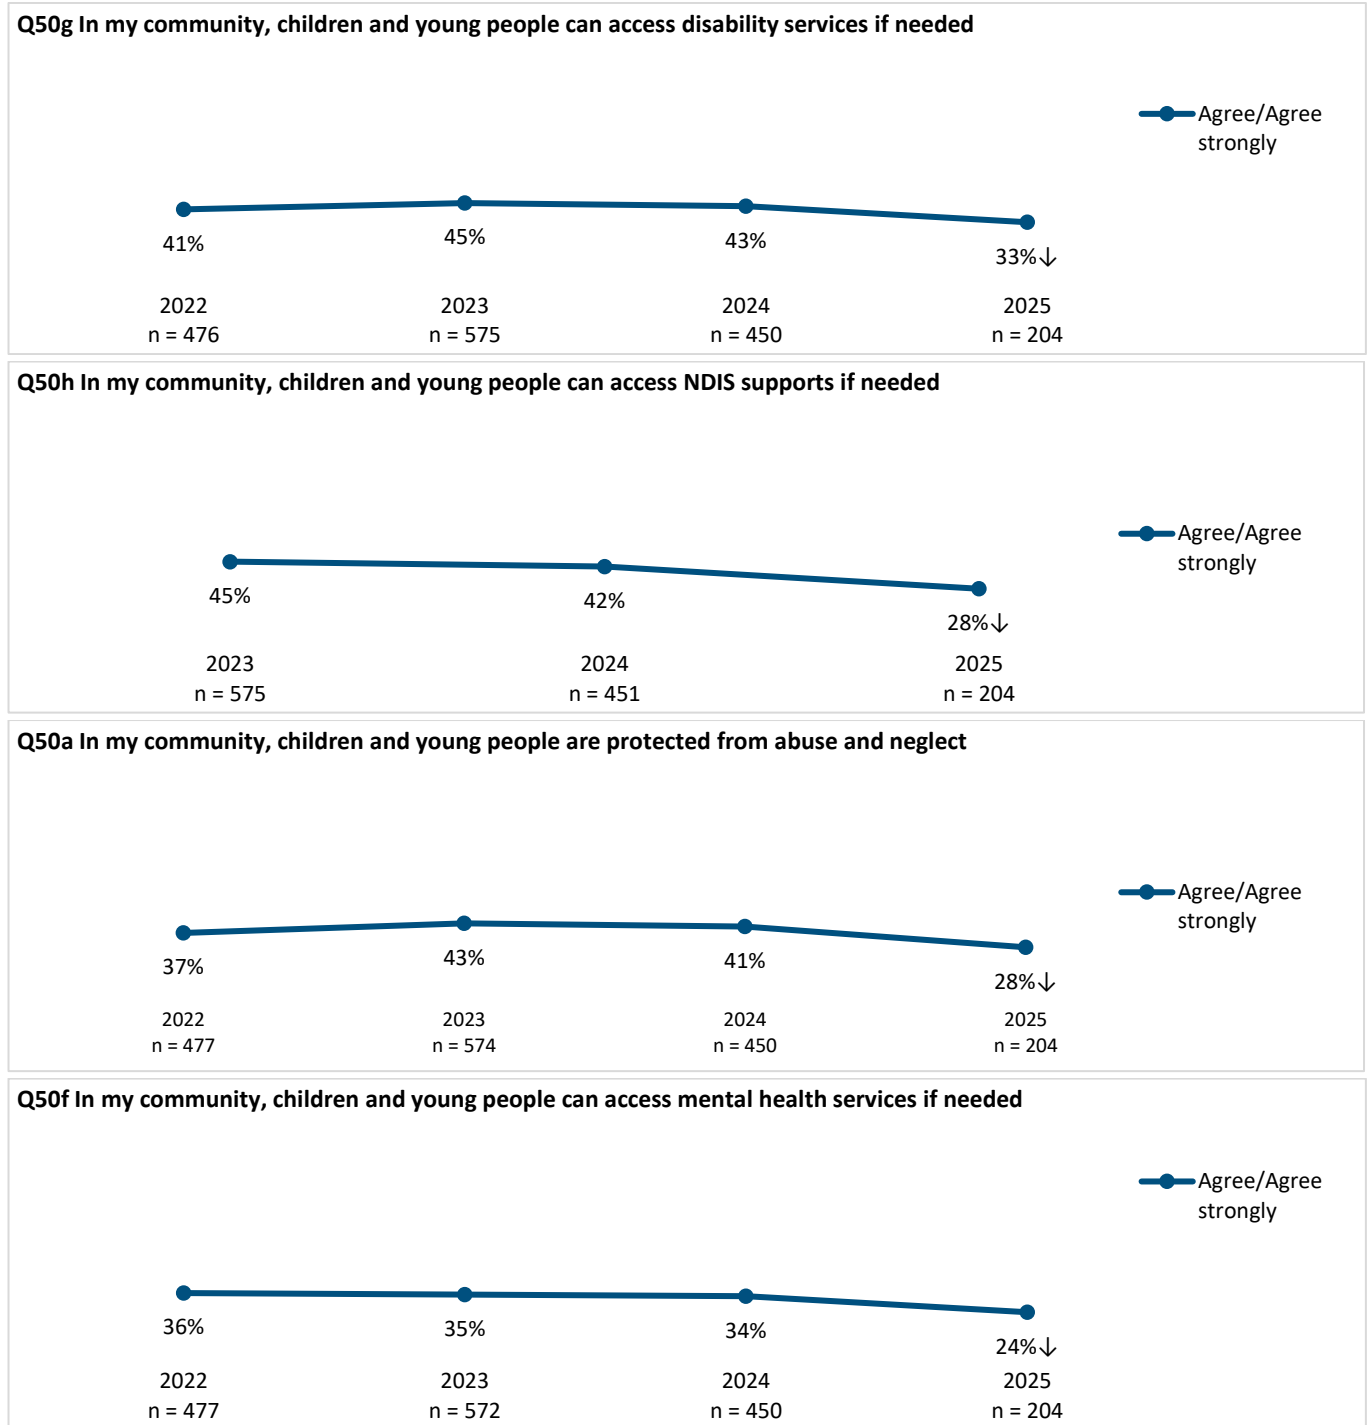 Q50g In my community, children and young people can access disability services if needed
Agree/Agree
strongly
41% 45% 43% 33%↓
2022 2023 2024 2025
n = 476 n = 575 n = 450 n = 204
Q50h In my community, children and young people can access NDIS supports if needed
Agree/Agree
strongly
45% 42% 28%↓
2023 2024 2025
n = 575 n = 451 n = 204
Q50a In my community, children and young people are protected from abuse and neglect
Agree/Agree
strongly
37% 43% 41% 28%↓
2022 2023 2024 2025
n = 477 n = 574 n = 450 n = 204
Q50f In my community, children and young people can access mental health services if needed
Agree/Agree
strongly
36% 35% 34% 24%↓
2022 2023 2024 2025
n = 477 n = 572 n = 450 n = 204